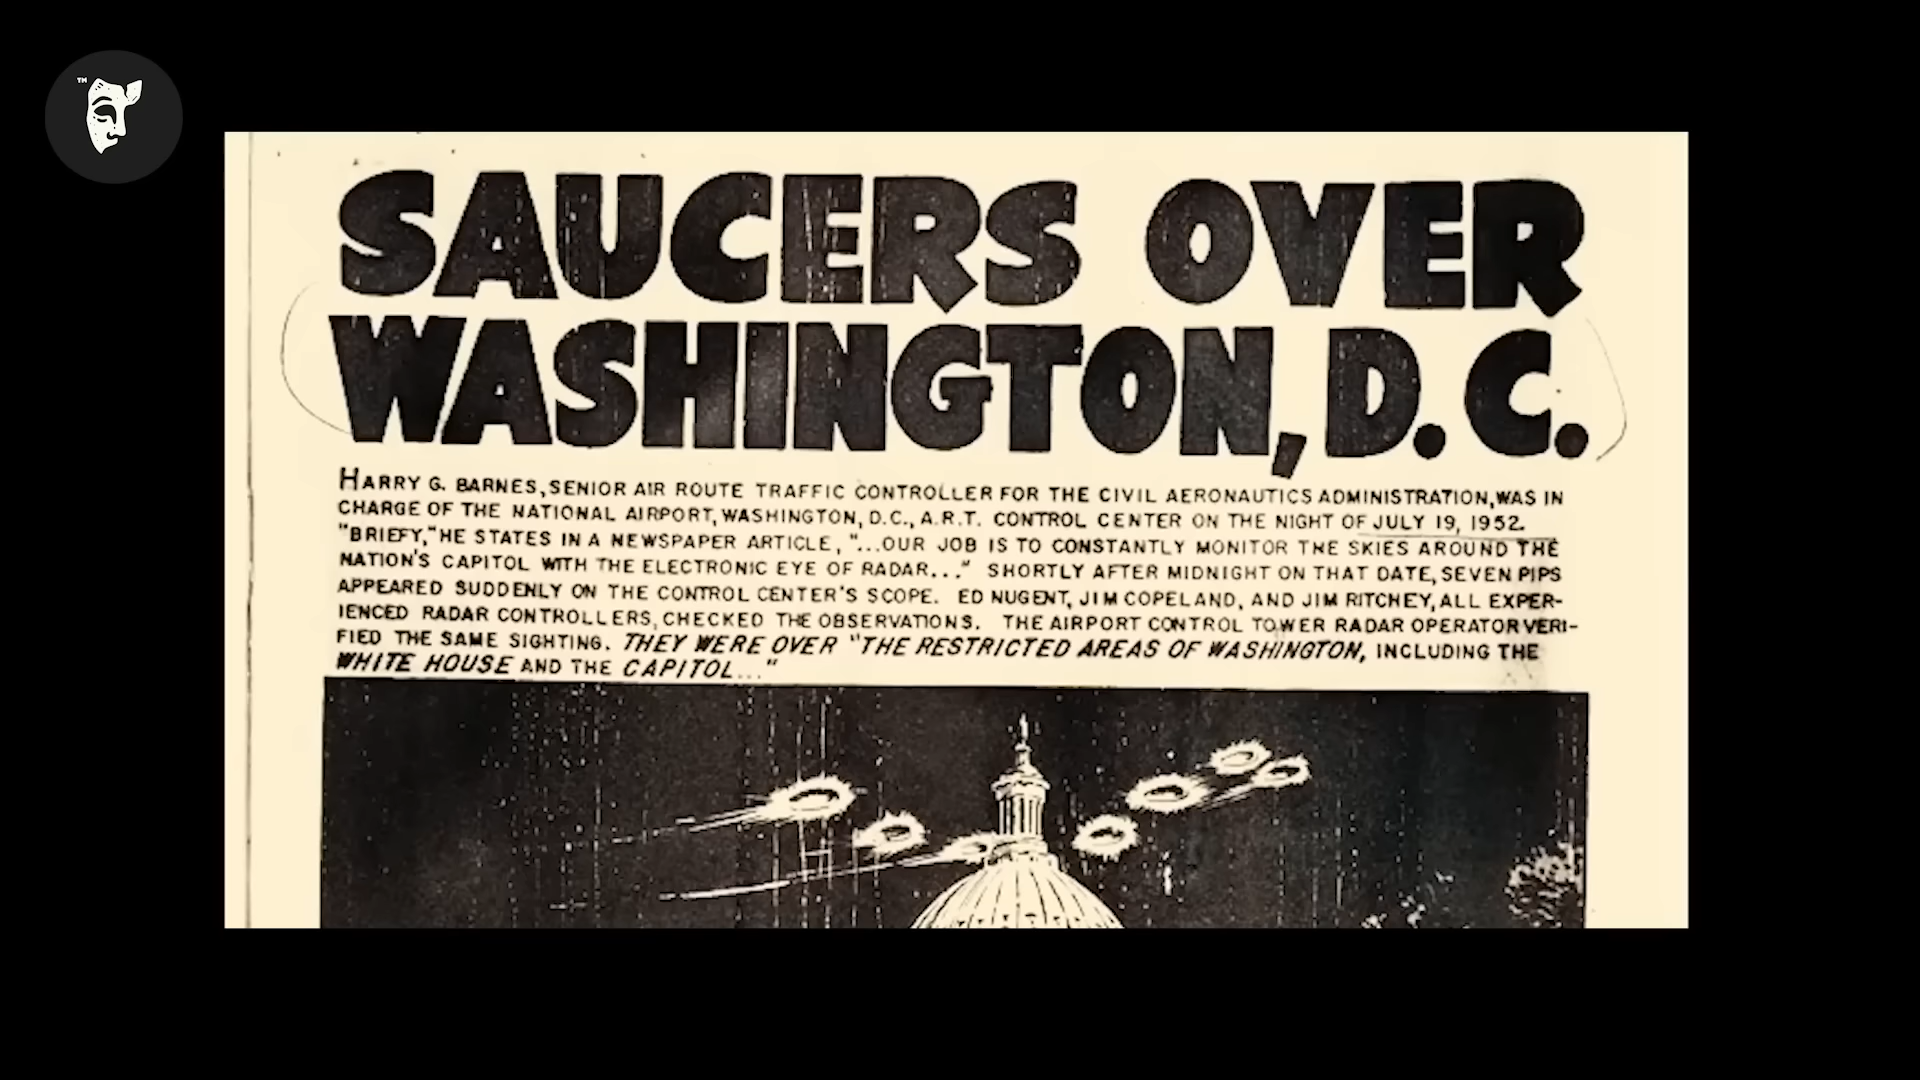 TM
SAUCERS OVER
WASHINGTON, D.C.
HARRY G. BARNES, SENIOR AIR ROUTE TRAFFIC CONTROLLER FOR THE CIVIL AERONAUTICS ADMINISTRATION, WAS IN
CHARGE OF THE NATIONAL AIRPORT, WASHINGTON, D.C., A.R.T. CONTROL CENTER ON THE NIGHT OF JULY 19, 1952.
"BRIEFY," HE STATES IN A NEWSPAPER ARTICLE, "...OUR JOB IS TO CONSTANTLY MONITOR THE SKIES AROUND THE
NATION'S CAPITOL WITH THE ELECTRONIC EYE OF RADAR..." SHORTLY AFTER MIDNIGHT ON THAT DATE, SEVEN PIPS
APPEARED SUDDENLY ON THE CONTROL CENTER'S SCOPE. ED NUGENT, JIM COPELAND, AND JIM RITCHEY, ALL EXPER-
IENCED RADAR CONTROLLERS, CHECKED THE OBSERVATIONS. THE AIRPORT CONTROL TOWER RADAR OPERATOR VERI-
FIED THE SAME SIGHTING. THEY WERE OVER "THE RESTRICTED AREAS OF WASHINGTON, INCLUDING THE
WHITE HOUSE AND THE CAPITOL..."